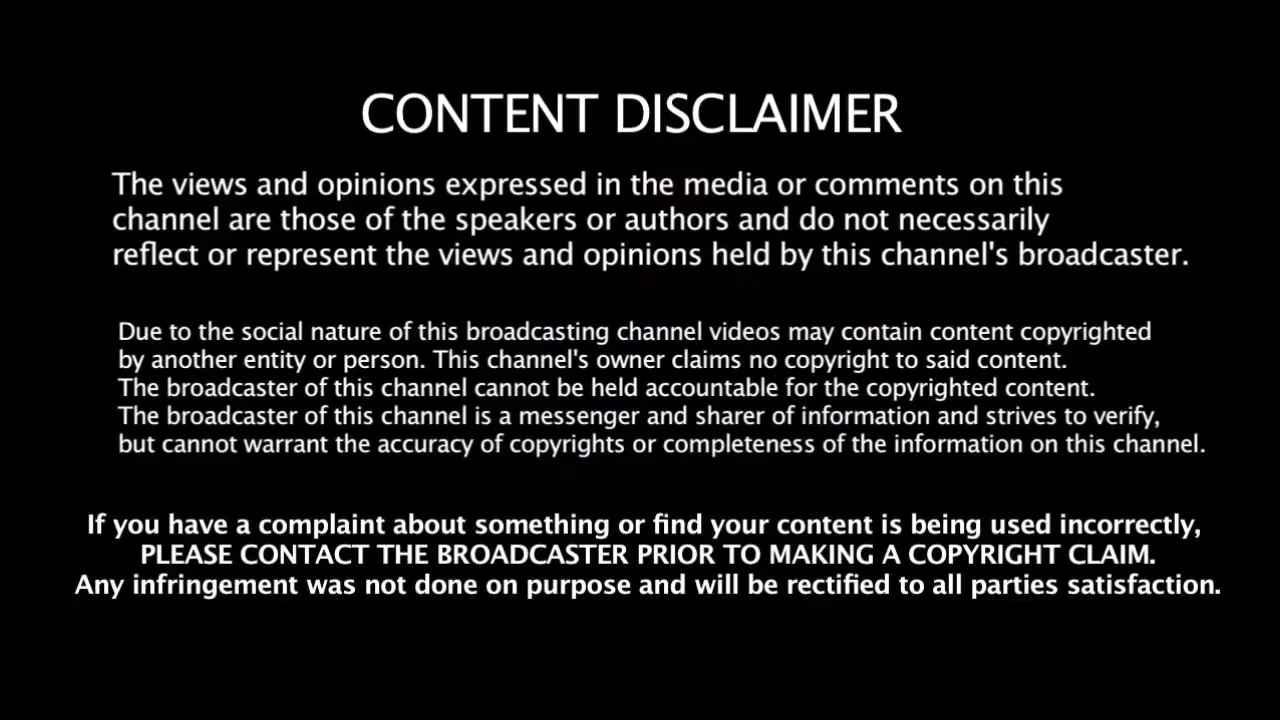 CONTENT DISCLAIMER
The views and opinions expressed in the media or comments on this
channel are those of the speakers or authors and do not necessarily
reflect or represent the views and opinions held by this channel's broadcaster.
Due to the social nature of this broadcasting channel videos may contain content copyrighted
by another entity or person. This channel's owner claims no copyright to said content.
The broadcaster of this channel cannot be held accountable for the copyrighted content.
The broadcaster of this channel is a messenger and sharer of information and strives to verify,
but cannot warrant the accuracy of copyrights or completeness of the information on this channel.
If you have a complaint about something or find your content is being used incorrectly,
PLEASE CONTACT THE BROADCASTER PRIOR TO MAKING A COPYRIGHT CLAIM.
Any infringement was not done on purpose and will be rectified to all parties satisfaction.